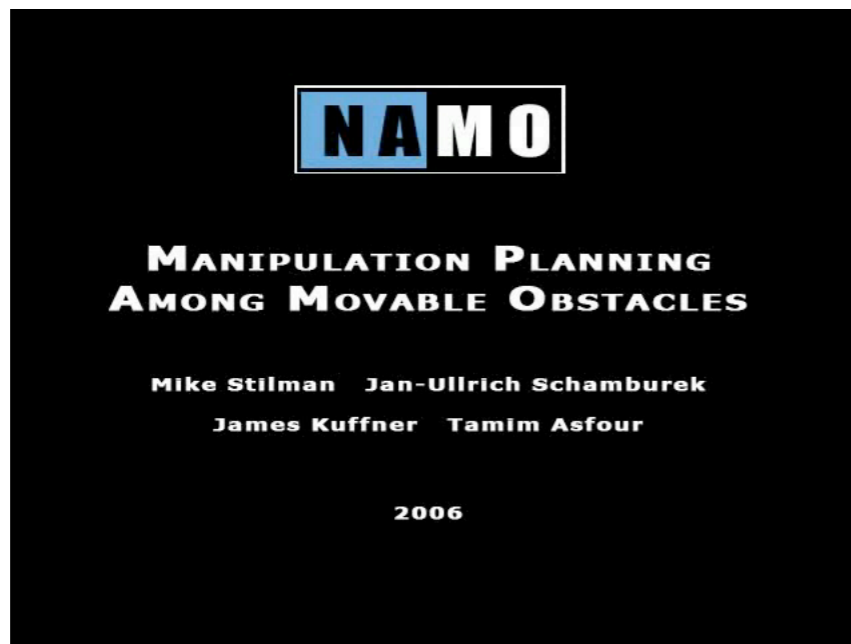 NAMO
MANIPULATION PLANNING
AMONG MOVABLE OBSTACLES
Mike Stilman Jan-Ullrich Schamburek
James Kuffner Tamim Asfour
2006